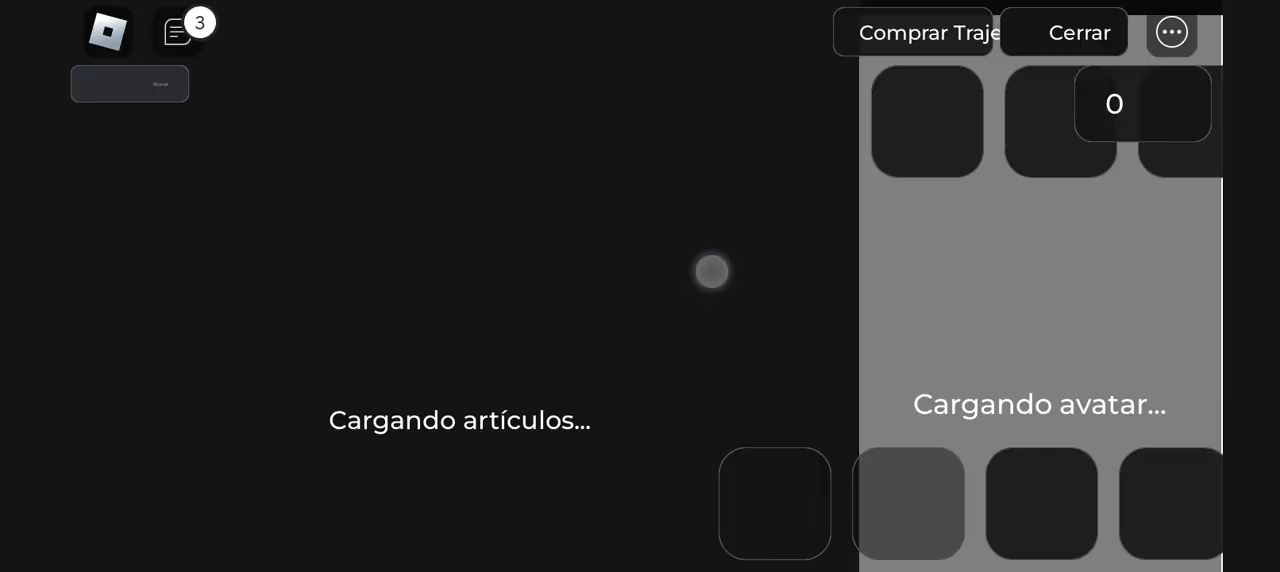 3
Comprar Traje
Cerrar
0
Cargando artículos...
Cargando avatar...